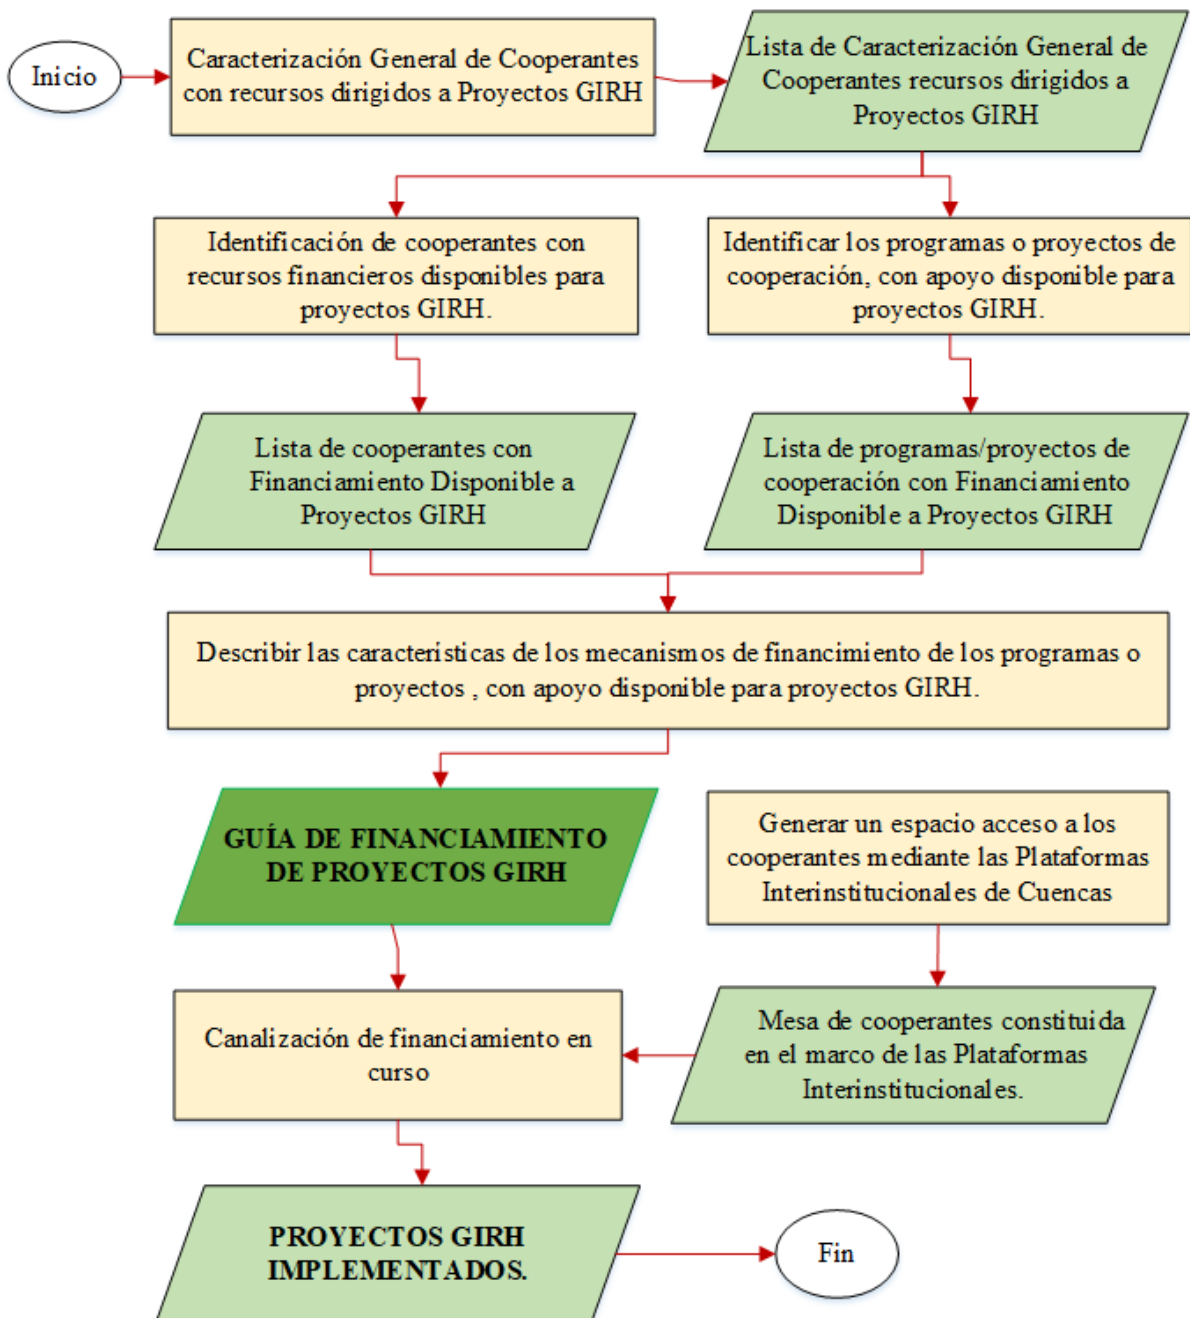 Inicio
Caracterización General de Cooperantes
con recursos dirigidos a Proyectos GIRH
Lista de Caracterización General de
Cooperantes recursos dirigidos a
Proyectos GIRH
Identificación de cooperantes con
recursos financieros disponibles para
proyectos GIRH.
Identificar los programas o proyectos de
cooperación, con apoyo disponible para
proyectos GIRH.
Lista de cooperantes con
Financiamiento Disponible a
Proyectos GIRH
Lista de programas/proyectos de
cooperación con Financiamiento
Disponible a Proyectos GIRH
Describir las características de los mecanismos de financimiento de los programas o
proyectos , con apoyo disponible para proyectos GIRH.
GUÍA DE FINANCIAMIENTO
DE PROYECTOS GIRH
Generar un espacio acceso a los
cooperantes mediante las Plataformas
Interinstitucionales de Cuencas
Canalización de financiamiento en
curso
Mesa de cooperantes constituida
en el marco de las Plataformas
Interinstitucionales.
PROYECTOS GIRH
IMPLEMENTADOS.
Fin